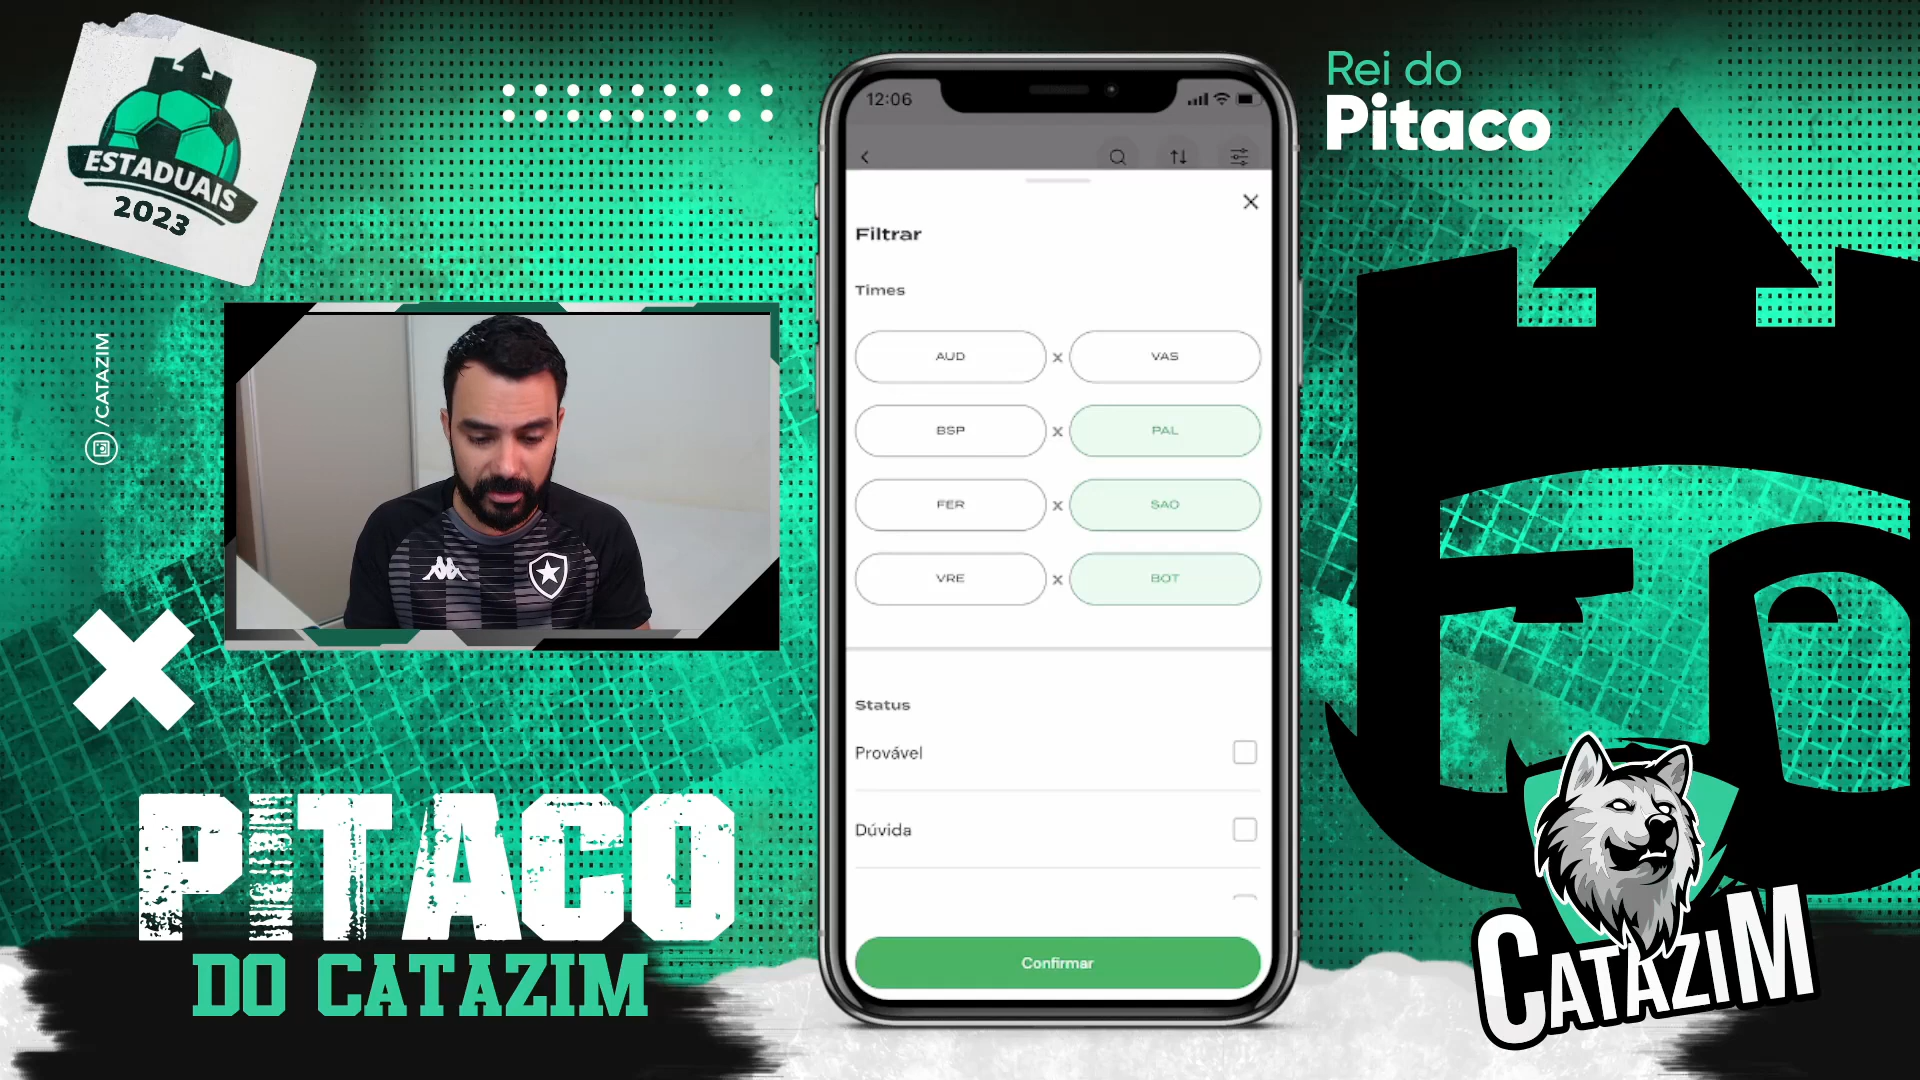 ESTADUAIS
2023
/CATAZIM
PITACO
DO CATAZIM
12:06
Filtrar
Times
AUD x VAS
BSP x PAL
FER x SAO
VRE x BOT
Status
Provável
Dúvida
Confirmar
Rei do
Pitaco
CATAZIM